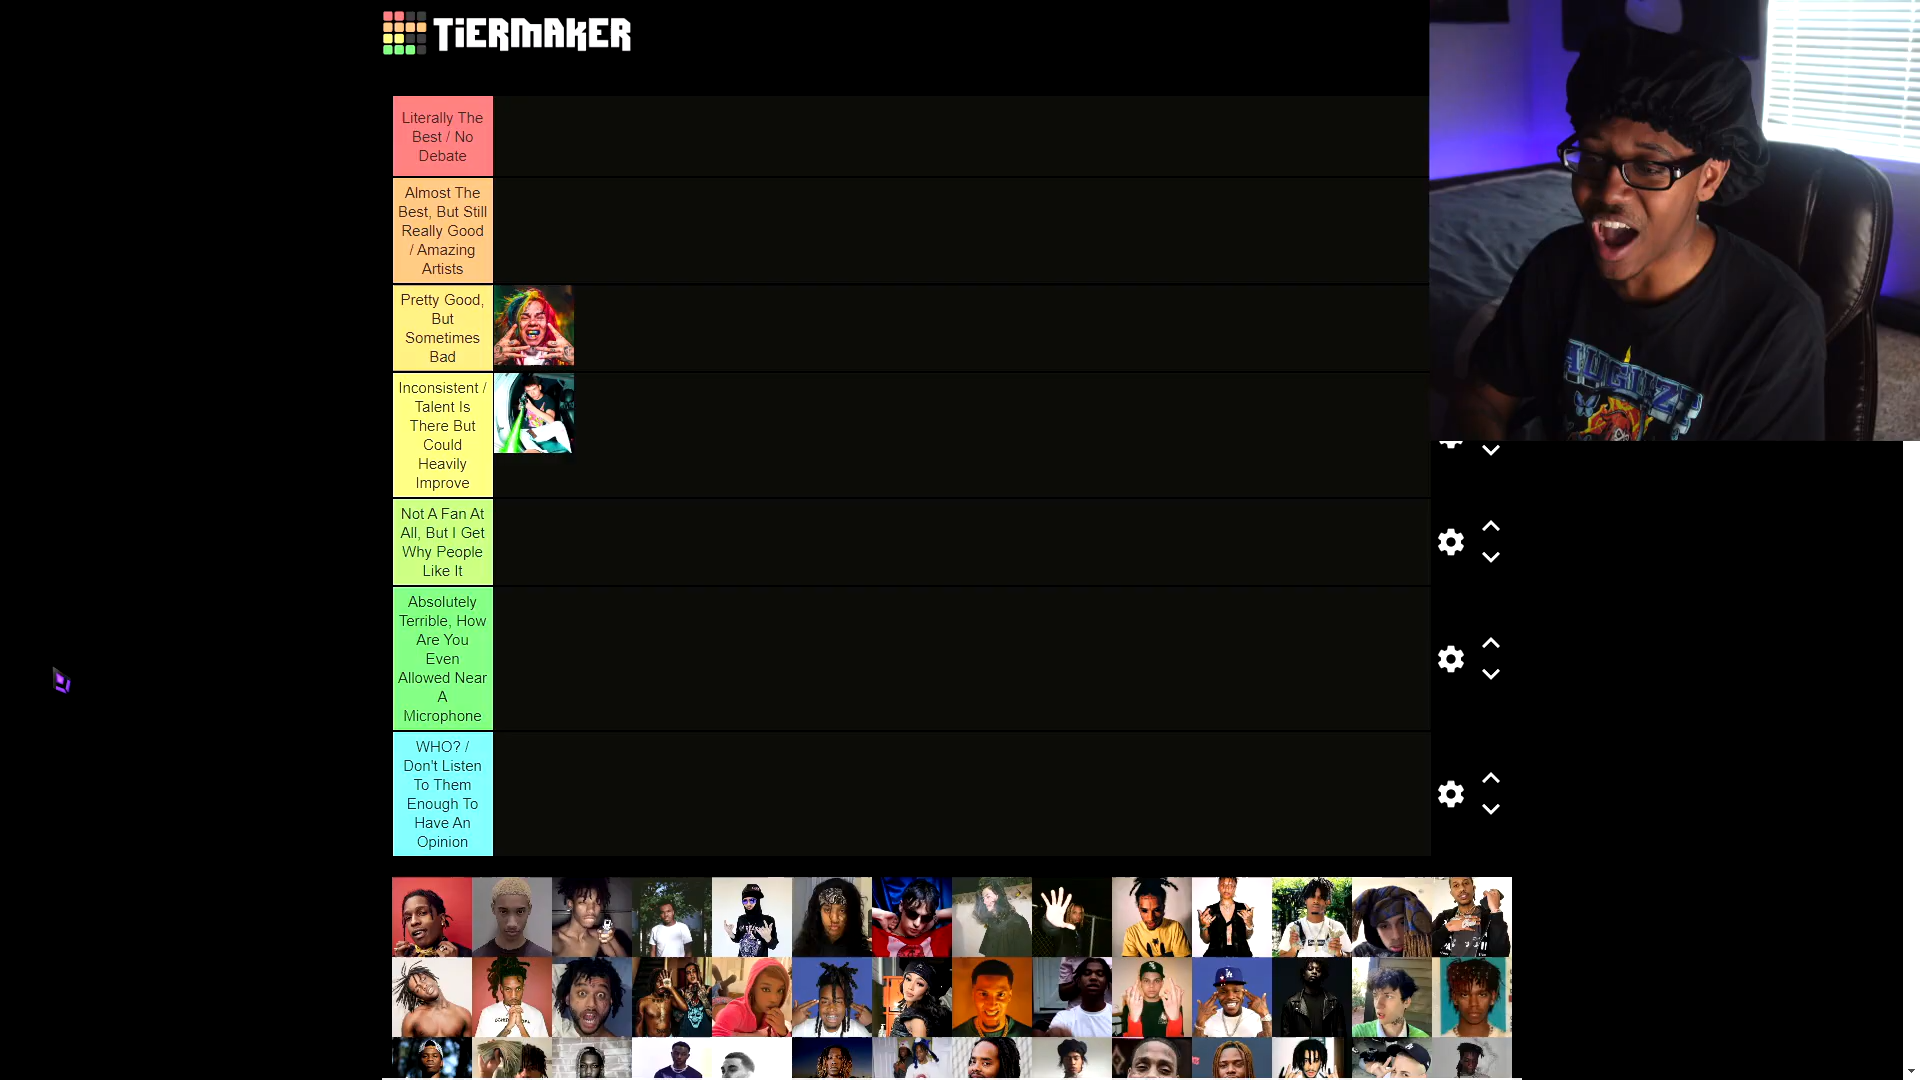 TiERMAKER
Literally The
Best / No
Debate
Almost The
Best, But Still
Really Good
/ Amazing
Artists
Pretty Good,
But
Sometimes
Bad
Inconsistent /
Talent Is
There But
Could
Heavily
Improve
Not A Fan At
All, But I Get
Why People
Like It
Absolutely
Terrible, How
Are You
Even
Allowed Near
A
Microphone
WHO? /
Don't Listen
To Them
Enough To
Have An
Opinion